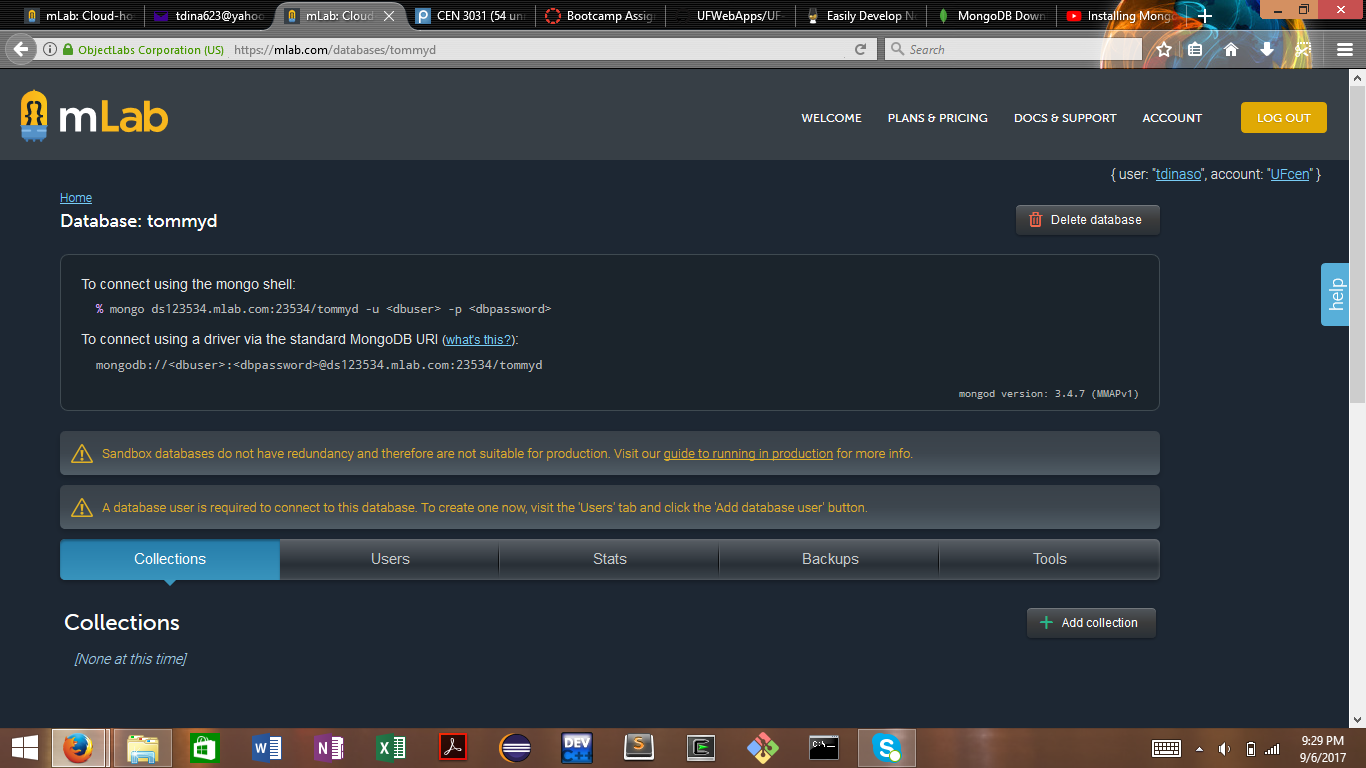 mLab: Cloud-ho
tdina623@yahoo
mLab: Cloud
CEN 3031 (54 un
Bootcamp Assig
UFWebApps/UF-
Easily Develop N
MongoDB Down
Installing Mong
ObjectLabs Corporation (US)
https://mlab.com/databases/tommyd
Search
mLab
WELCOME
PLANS & PRICING
DOCS & SUPPORT
ACCOUNT
LOG OUT
{ user: "tdinaso", account: "UFcen" }
Home
Database: tommyd
Delete database
To connect using the mongo shell:
% mongo ds123534.mlab.com:23534/tommyd -u <dbuser> -p <dbpassword>
To connect using a driver via the standard MongoDB URI (what's this?):
mongodb://<dbuser>:<dbpassword>@ds123534.mlab.com:23534/tommyd
mongod version: 3.4.7 (MMAPv1)
help
Sandbox databases do not have redundancy and therefore are not suitable for production. Visit our guide to running in production for more info.
A database user is required to connect to this database. To create one now, visit the 'Users' tab and click the 'Add database user' button.
Collections
Users
Stats
Backups
Tools
Collections
Add collection
[None at this time]
DEV
C++
9:29 PM
9/6/2017